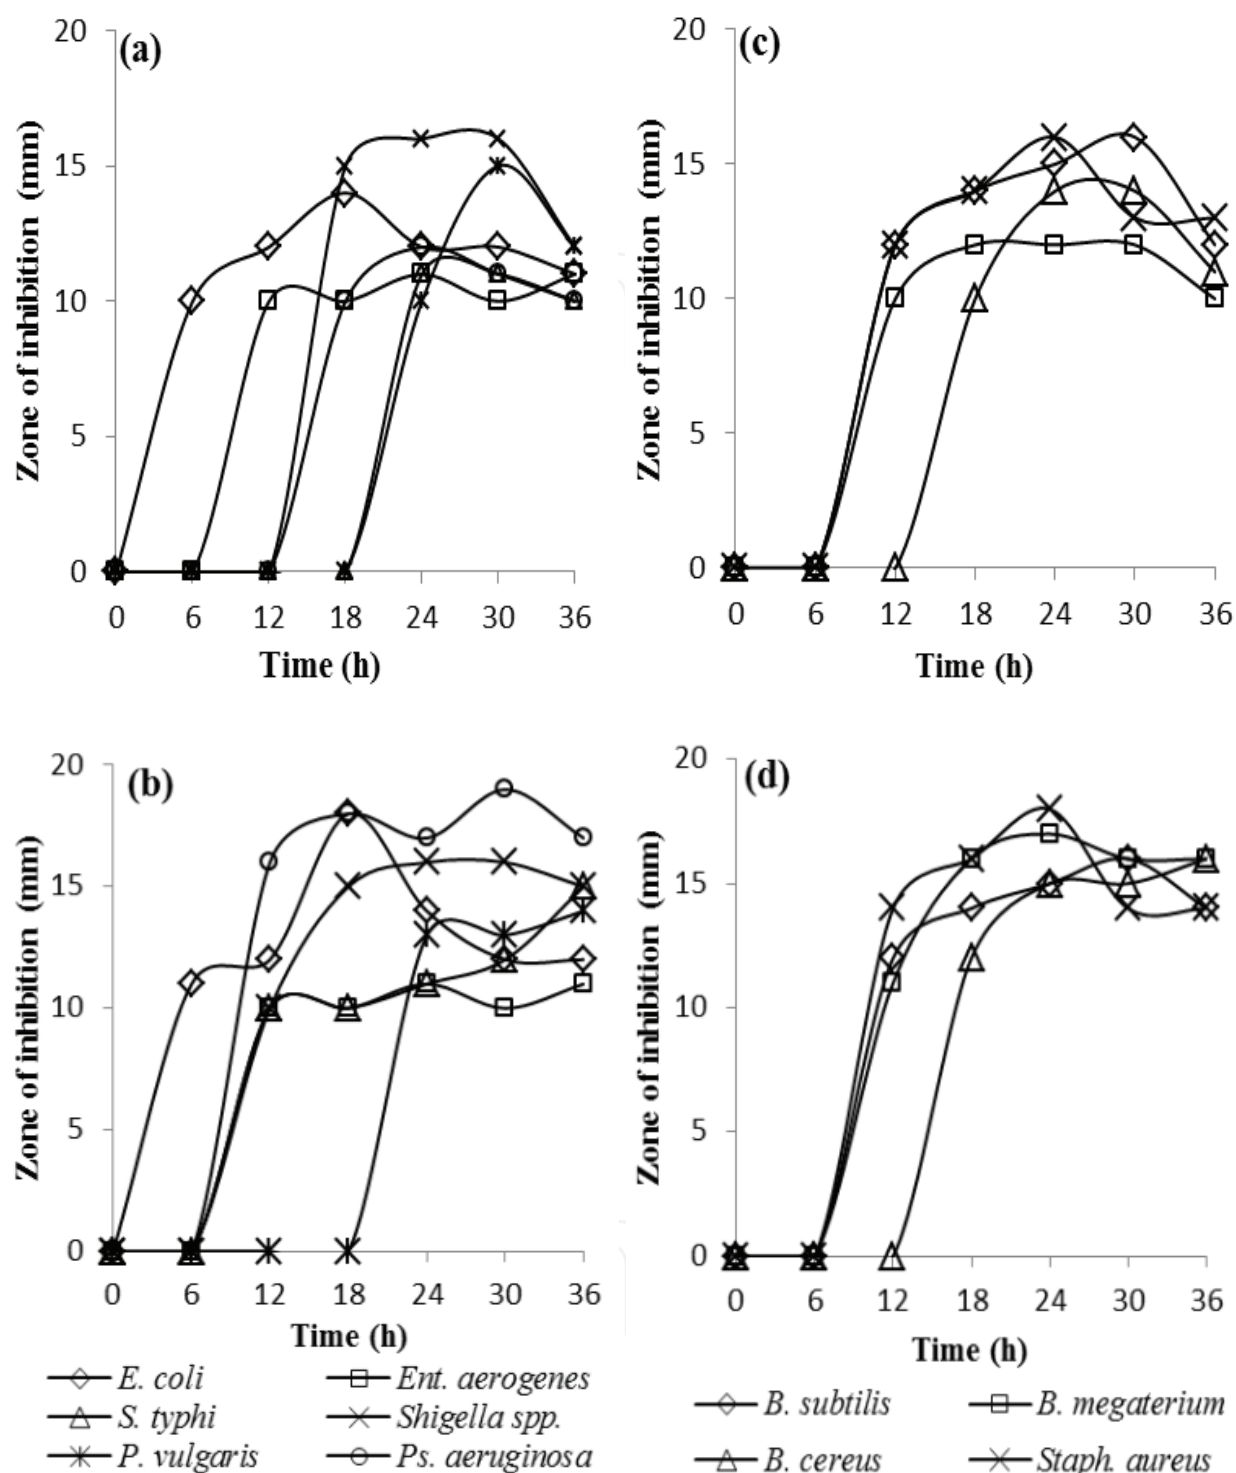 (a)
Zone of inhibition (mm)
20
15
10
5
0
0 6 12 18 24 30 36
Time (h)
(c)
Zone of inhibition (mm)
20
15
10
5
0
0 6 12 18 24 30 36
Time (h)
(b)
Zone of inhibition (mm)
20
15
10
5
0
0 6 12 18 24 30 36
Time (h)
E. coli Ent. aerogenes
S. typhi Shigella spp.
P. vulgaris Ps. aeruginosa
(d)
Zone of inhibition (mm)
20
15
10
5
0
0 6 12 18 24 30 36
Time (h)
B. subtilis B. megaterium
B. cereus Staph. aureus